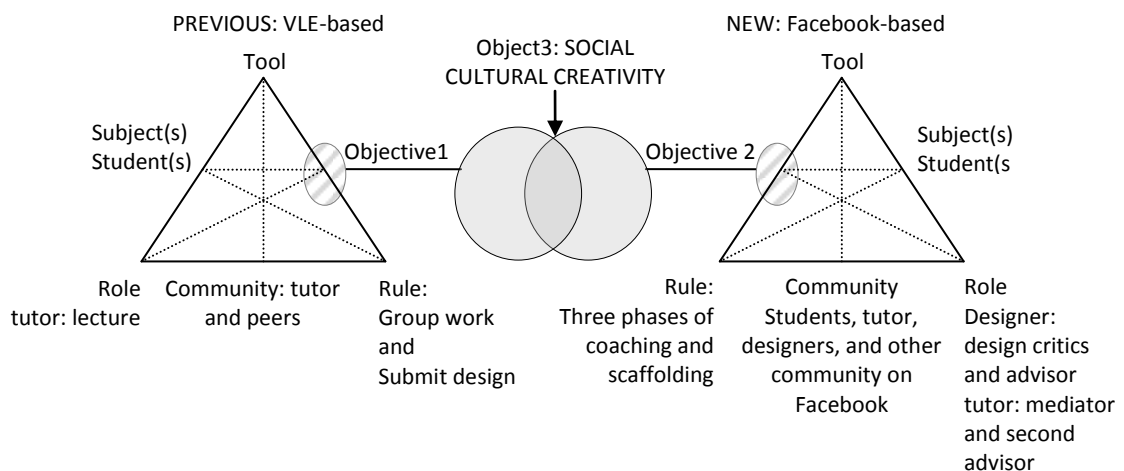 PREVIOUS: VLE-based
Tool
Subject(s)
Student(s)
Objective1
Role
tutor: lecture
Community: tutor
and peers
Rule:
Group work
and
Submit design
Object3: SOCIAL
CULTURAL CREATIVITY
NEW: Facebook-based
Tool
Objective 2
Subject(s)
Student(s
Rule:
Three phases of
coaching and
scaffolding
Community
Students, tutor,
designers, and other
community on
Facebook
Role
Designer:
design critics
and advisor
tutor: mediator
and second
advisor